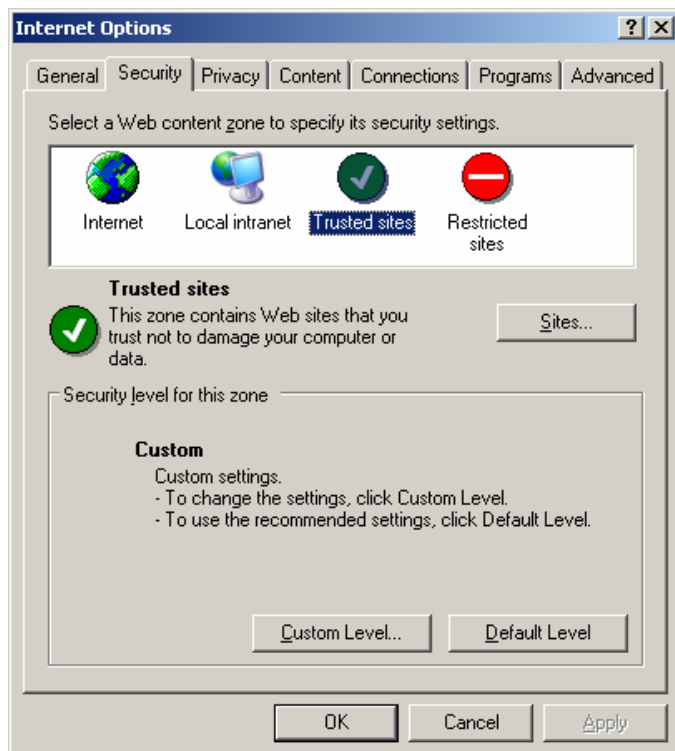 Internet Options
General Security Privacy Content Connections Programs Advanced
Select a Web content zone to specify its security settings.
Internet Local intranet Trusted sites Restricted
sites
Trusted sites
This zone contains Web sites that you
trust not to damage your computer or
data.
Sites...
Security level for this zone
Custom
Custom settings.
- To change the settings, click Custom Level.
- To use the recommended settings, click Default Level.
Custom Level... Default Level
OK Cancel Apply